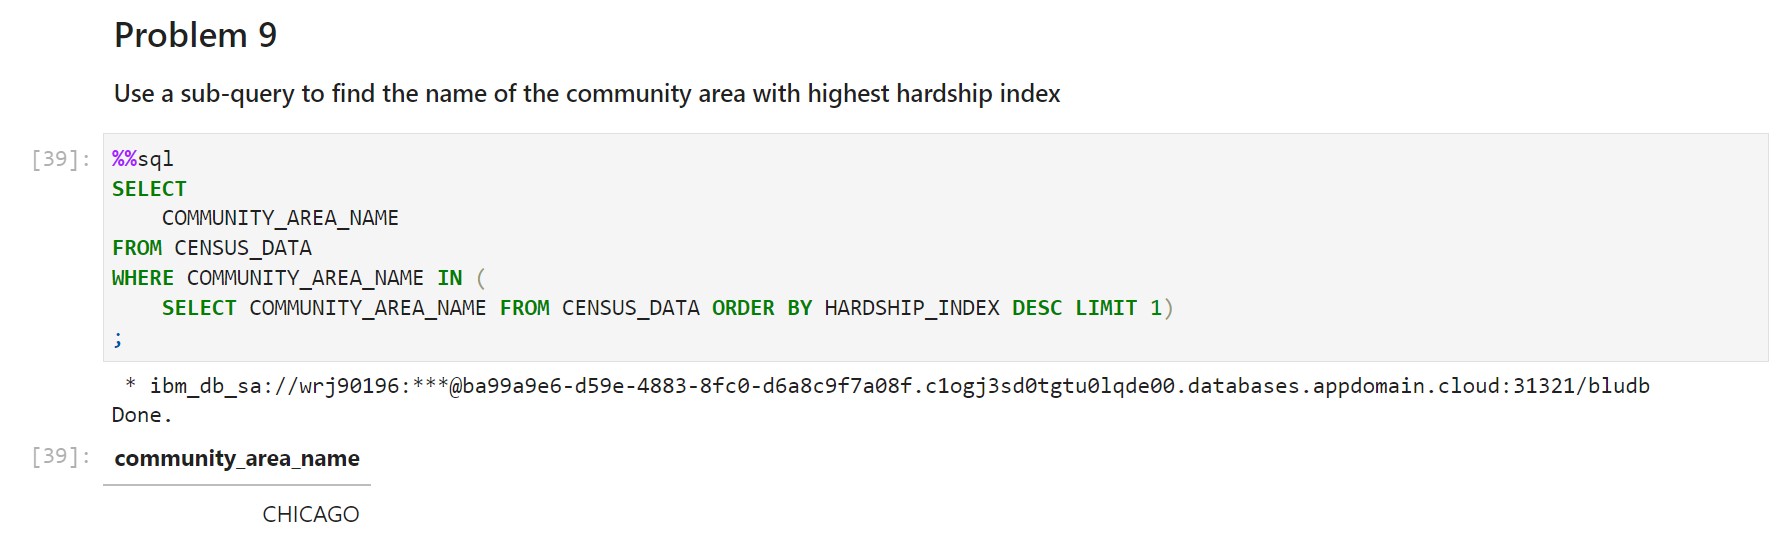 Problem 9
Use a sub-query to find the name of the community area with highest hardship index
[39]: %%sql
SELECT
    COMMUNITY_AREA_NAME
FROM CENSUS_DATA
WHERE COMMUNITY_AREA_NAME IN (
    SELECT COMMUNITY_AREA_NAME FROM CENSUS_DATA ORDER BY HARDSHIP_INDEX DESC LIMIT 1)
;
* ibm_db_sa://wrj90196:***@ba99a9e6-d59e-4883-8fc0-d6a8c9f7a08f.c1ogj3sd0tgtu0lqde00.databases.appdomain.cloud:31321/bludb
Done.
[39]: community_area_name
CHICAGO